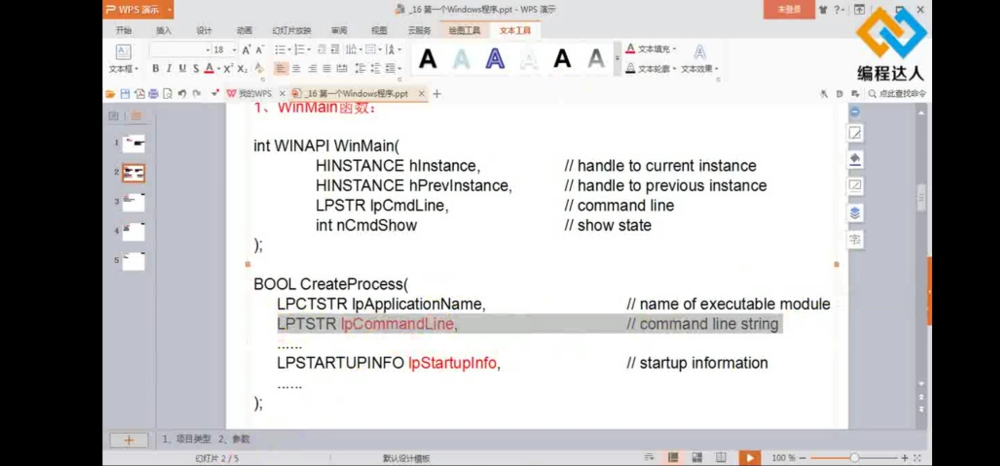 WPS 演示
_16 第一个Windows程序.ppt - WPS 演示
未登录
开始 插入 设计 动画 幻灯片放映 审阅 视图 云服务 绘图工具 文本工具
文本框
18
B I U S A X² X₂
A A A A A A
文本填充
文本轮廓 文本效果
编程达人
我的WPS
_16 第一个Windows程序.ppt
点此查找命令
1、WinMain函数：
int WINAPI WinMain(
HINSTANCE hInstance, // handle to current instance
HINSTANCE hPrevInstance, // handle to previous instance
LPSTR lpCmdLine, // command line
int nCmdShow // show state
);
BOOL CreateProcess(
LPCTSTR lpApplicationName, // name of executable module
LPTSTR lpCommandLine, // command line string
......
LPSTARTUPINFO lpStartupInfo, // startup information
......
);
1
2
3
4
5
字
1、项目类型 2、参数
幻灯片 2 / 5
默认设计模板
100 %